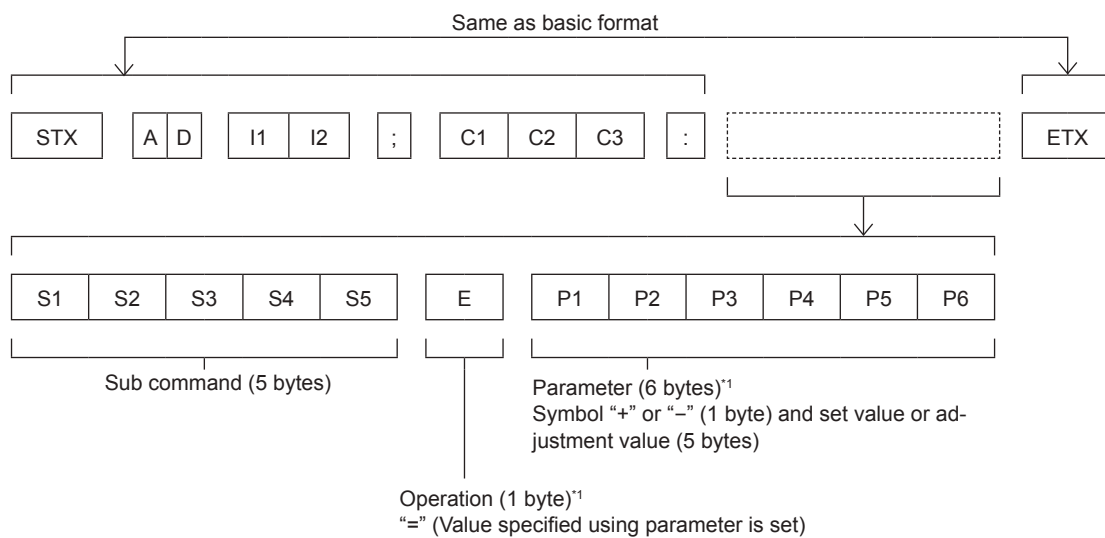 Same as basic format
STX A D I1 I2 ; C1 C2 C3 : ETX
S1 S2 S3 S4 S5 E P1 P2 P3 P4 P5 P6
Sub command (5 bytes)
Parameter (6 bytes)*1
Symbol “+” or “−” (1 byte) and set value or ad-
justment value (5 bytes)
Operation (1 byte)*1
“=” (Value specified using parameter is set)